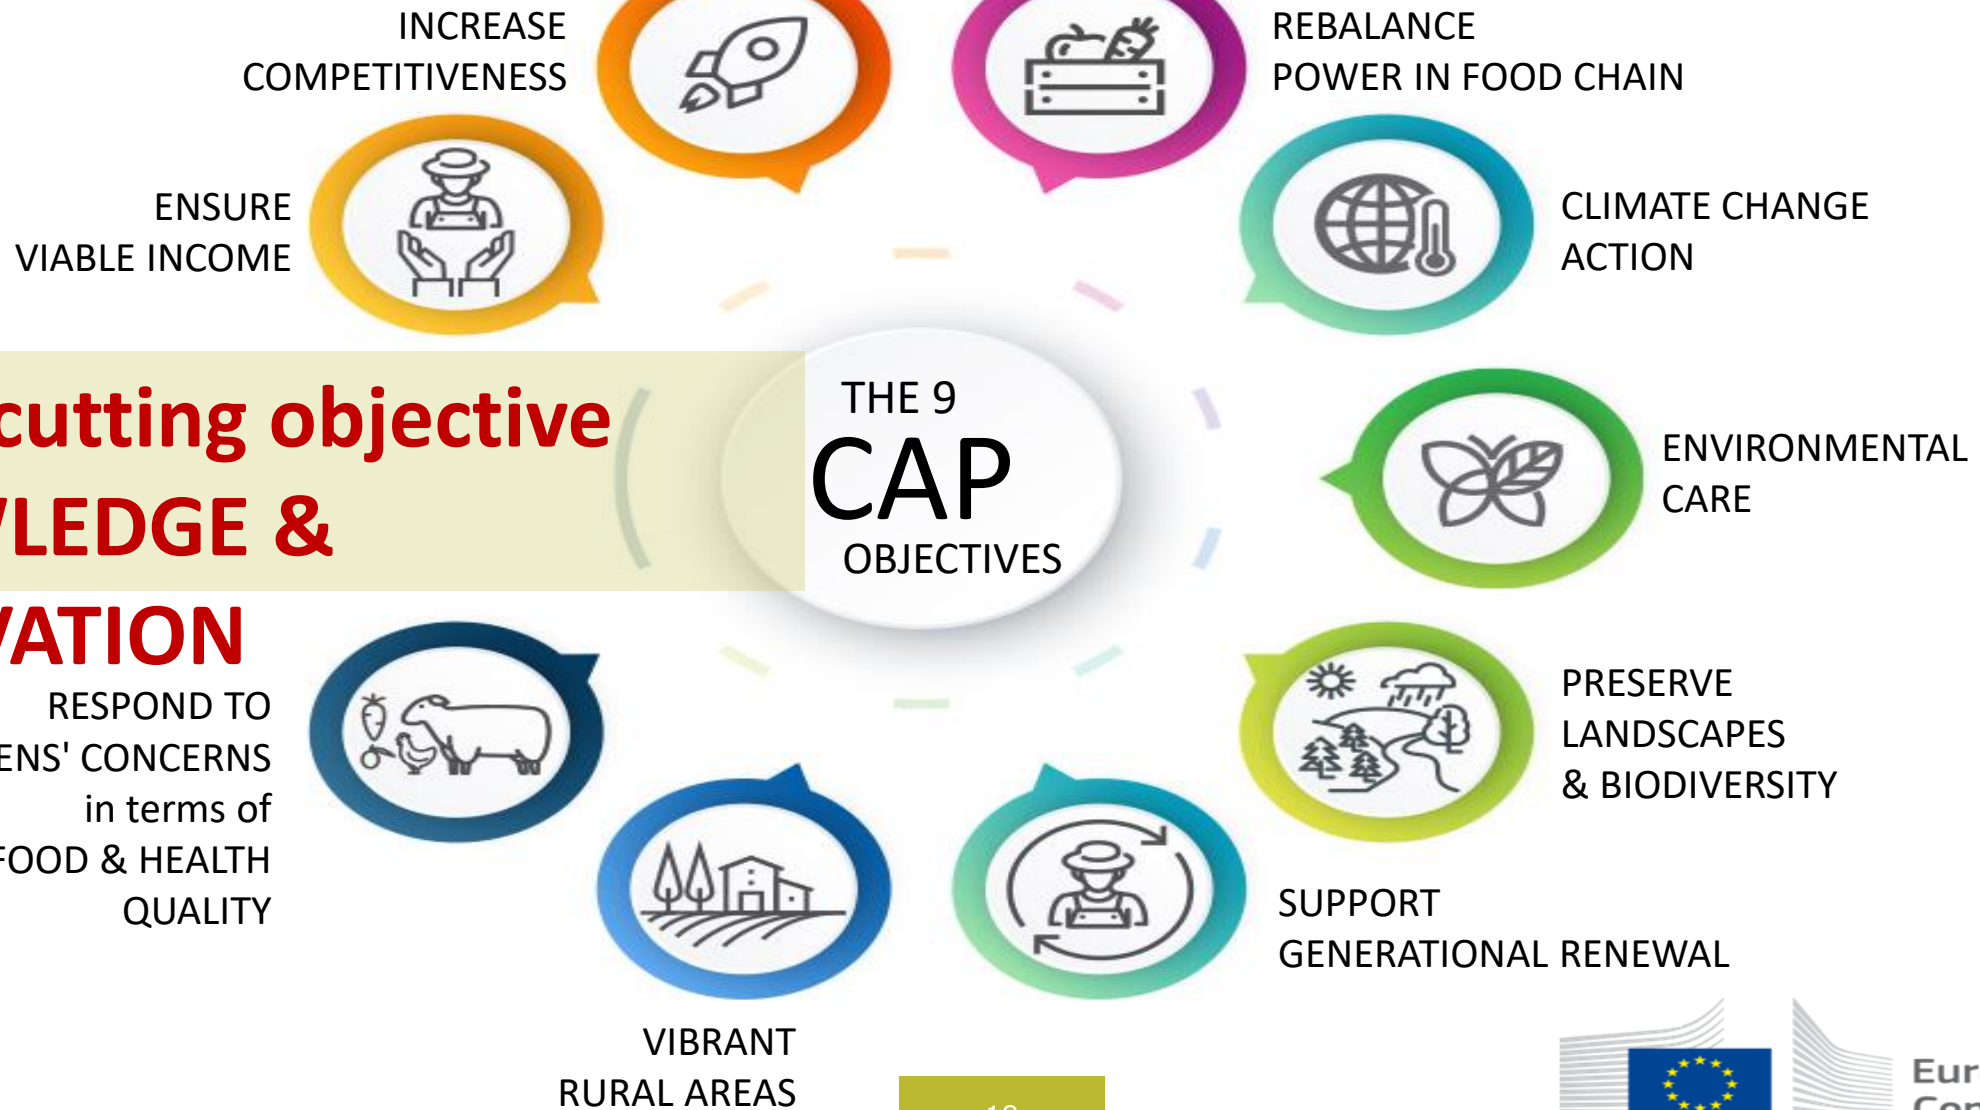 INCREASE
COMPETITIVENESS
REBALANCE
POWER IN FOOD CHAIN
ENSURE
VIABLE INCOME
CLIMATE CHANGE
ACTION
cutting objective
LEDGE &
VATION
THE 9
CAP
OBJECTIVES
ENVIRONMENTAL
CARE
RESPOND TO
ENS' CONCERNS
in terms of
FOOD & HEALTH
QUALITY
PRESERVE
LANDSCAPES
& BIODIVERSITY
SUPPORT
GENERATIONAL RENEWAL
VIBRANT
RURAL AREAS
Eur